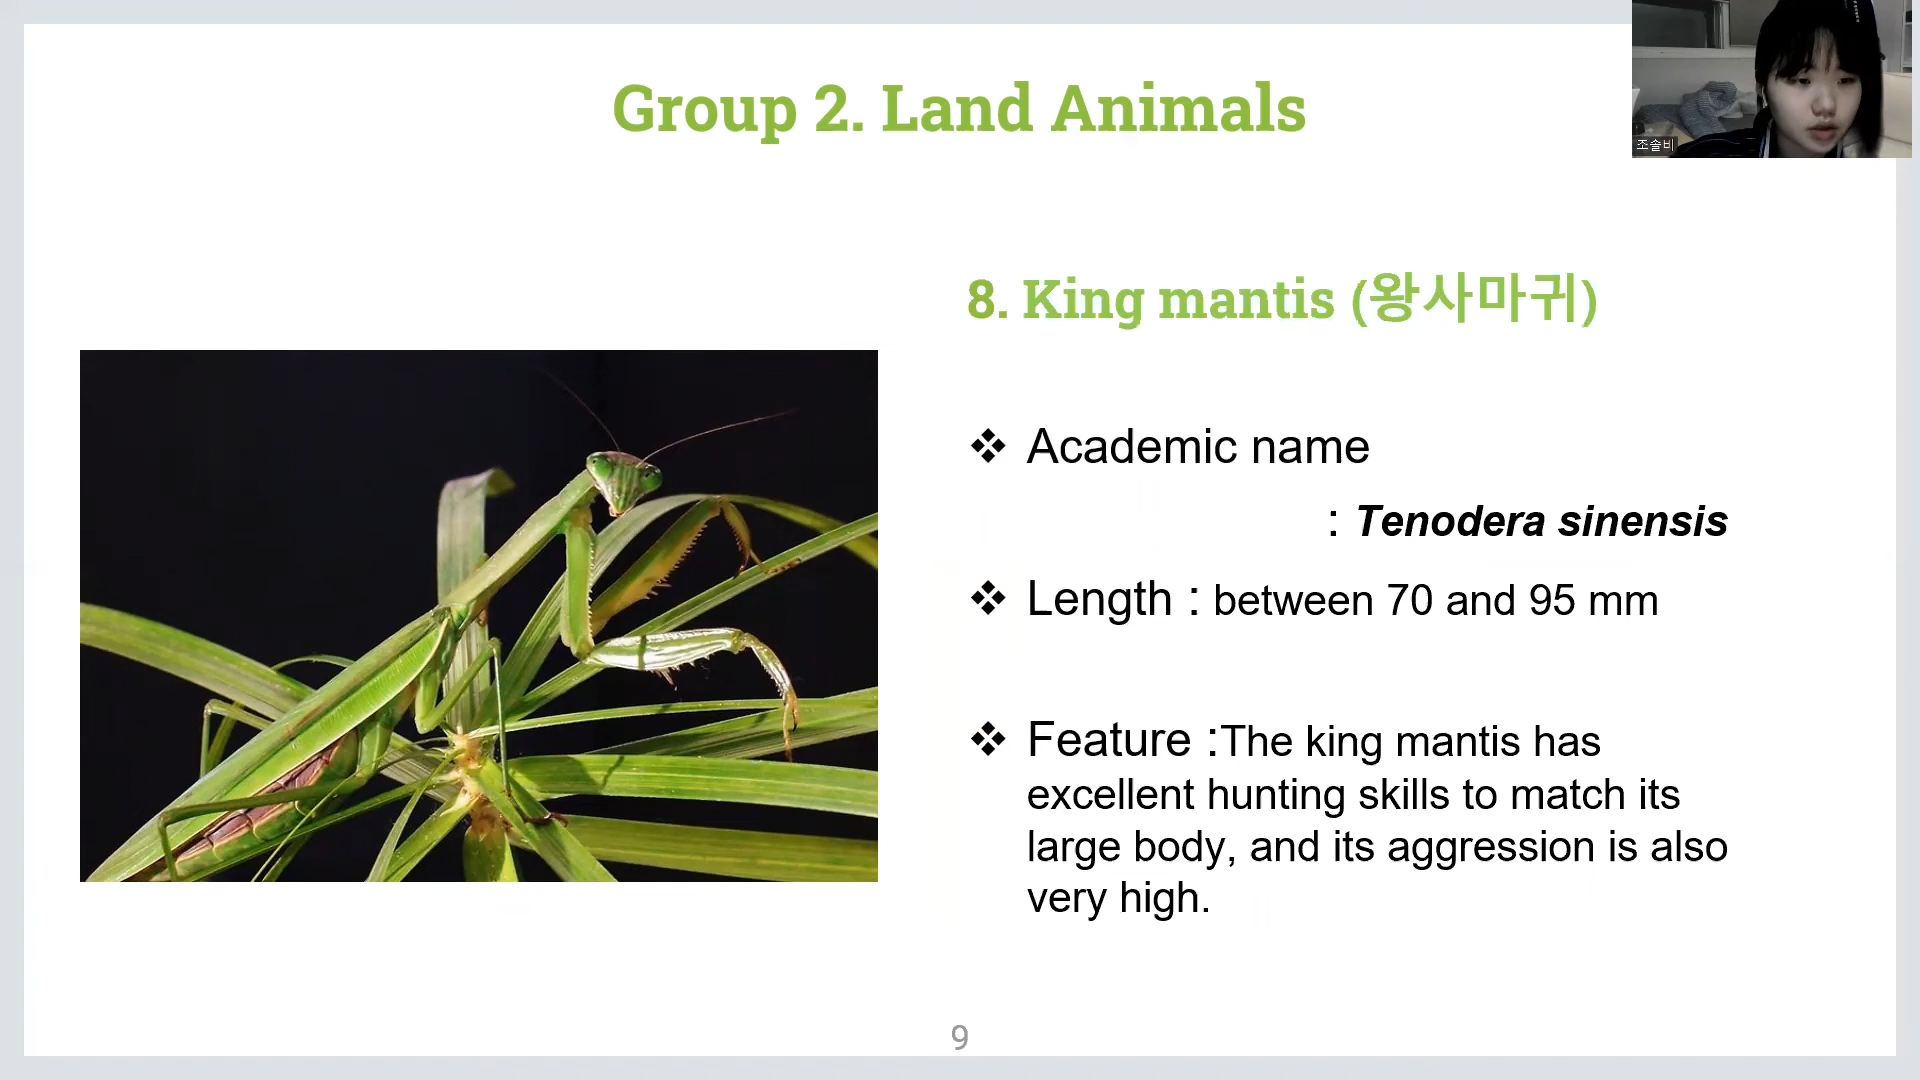 Group 2. Land Animals
조솔비
8. King mantis (왕사마귀)
❖ Academic name
: Tenodera sinensis
❖ Length : between 70 and 95 mm
❖ Feature :The king mantis has
excellent hunting skills to match its
large body, and its aggression is also
very high.
9